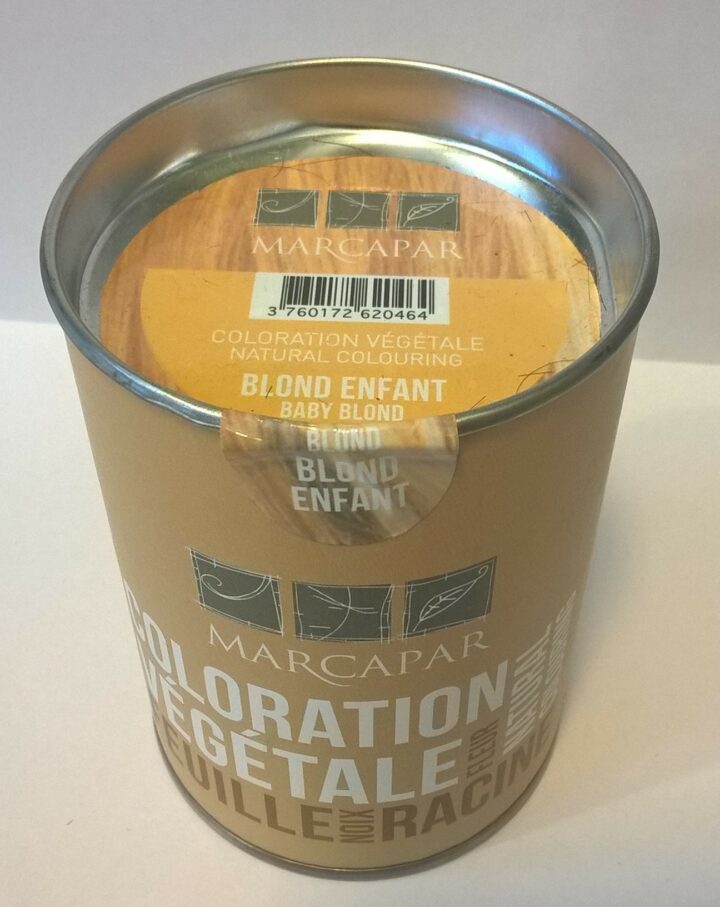 MARCAPAR
3 760172 620464
COLORATION VÉGÉTALE
NATURAL COLOURING
BLOND ENFANT
BABY BLOND
BLOND
BLOND
ENFANT
MARCAPAR
COLORATION
VÉGÉTALE
FLEUR
NATURAL
FEUILLE
NOIX
RACINE